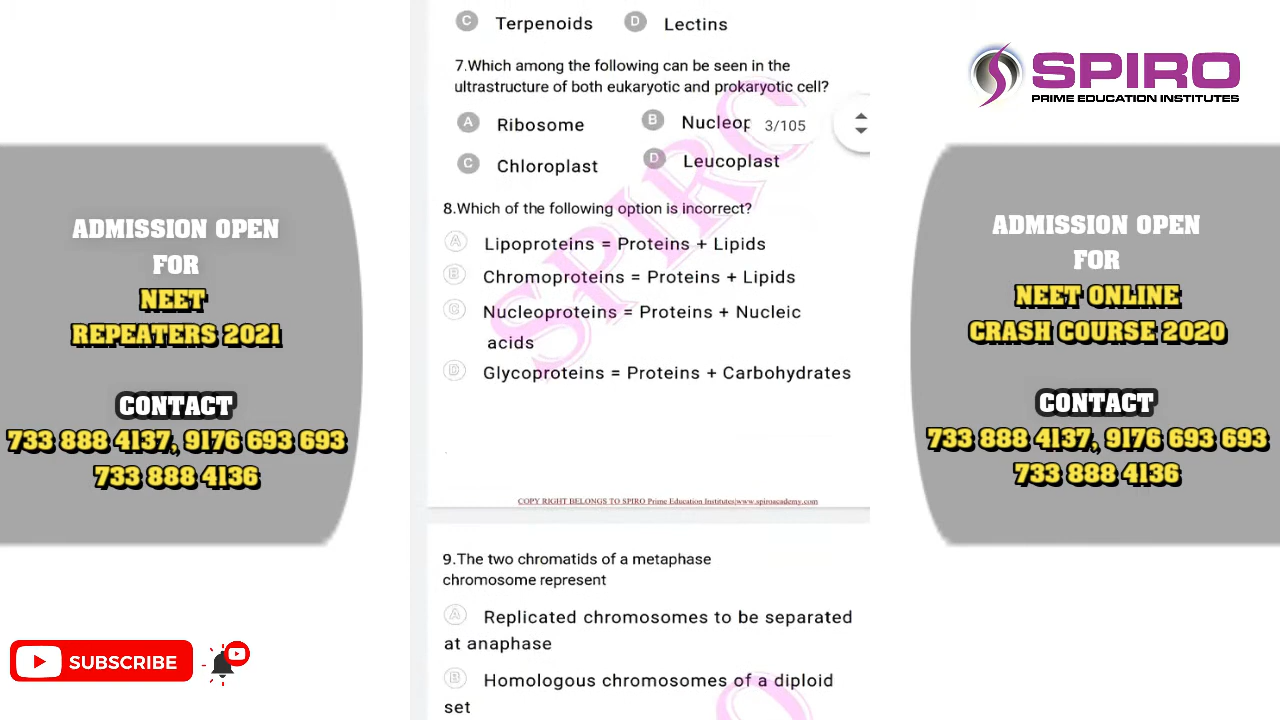 C Terpenoids D Lectins
7.Which among the following can be seen in the
ultrastructure of both eukaryotic and prokaryotic cell?
A Ribosome B Nucleop 3/105
C Chloroplast D Leucoplast
8.Which of the following option is incorrect?
A Lipoproteins = Proteins + Lipids
B Chromoproteins = Proteins + Lipids
C Nucleoproteins = Proteins + Nucleic
acids
D Glycoproteins = Proteins + Carbohydrates
SPIRO
COPY RIGHT BELONGS TO SPIRO Prime Education Institutes|www.spiroacademy.com
9.The two chromatids of a metaphase
chromosome represent
A Replicated chromosomes to be separated
at anaphase
B Homologous chromosomes of a diploid
set
ADMISSION OPEN
FOR
NEET
REPEATERS 2021
CONTACT
733 888 4137, 9176 693 693
733 888 4136
SUBSCRIBE
SPIRO
PRIME EDUCATION INSTITUTES
ADMISSION OPEN
FOR
NEET ONLINE
CRASH COURSE 2020
CONTACT
733 888 4137, 9176 693 693
733 888 4136